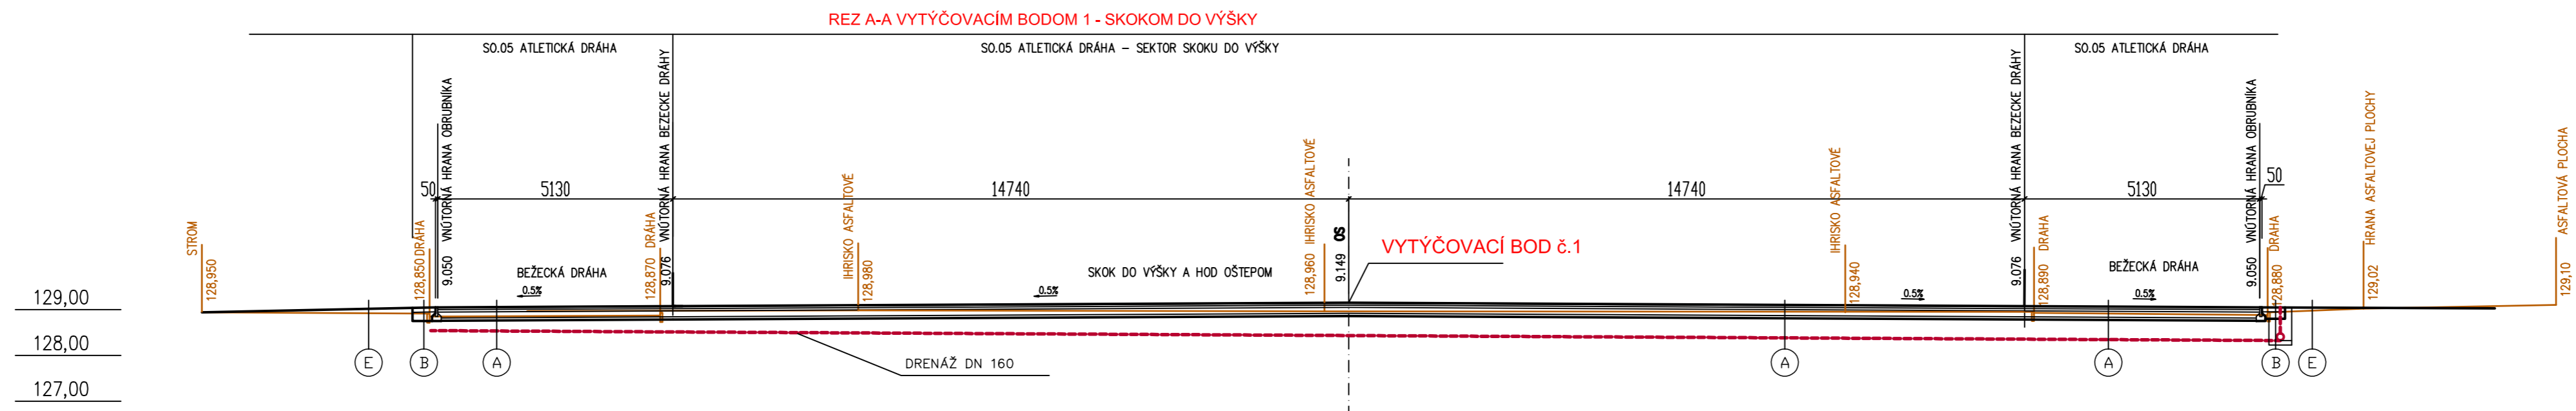 REZ A-A VYTÝČOVACÍM BODOM 1 - SKOKOM DO VÝŠKY
SO.05 ATLETICKÁ DRÁHA
SO.05 ATLETICKÁ DRÁHA – SEKTOR SKOKU DO VÝŠKY
SO.05 ATLETICKÁ DRÁHA
STROM
128,950
128,850 DRÁHA
9.050 VNÚTORNÁ HRANA OBRUBNÍKA
128,870 DRÁHA
9.076 VNÚTORNÁ HRANA BEZECKE DRÁHY
IHRISKO ASFALTOVÉ
128,980
128,960 IHRISKO ASFALTOVÉ
9.149 OS
IHRISKO ASFALTOVÉ
128,940
9.076 VNÚTORNÁ HRANA BEZECKE DRÁHY
128,890 DRAHA
9.050 VNÚTORNÁ HRANA OBRUBNÍKA
128,880 DRAHA
129,02 HRANA ASFALTOVEJ PLOCHY
129,10 ASFALTOVÁ PLOCHA
50
5130
14740
14740
5130
50
VYTÝČOVACÍ BOD č.1
BEŽECKÁ DRÁHA
SKOK DO VÝŠKY A HOD OŠTEPOM
BEŽECKÁ DRÁHA
0.5%
0.5%
0.5%
0.5%
129,00
128,00
127,00
E
B
A
DRENÁŽ DN 160
A
A
B
E